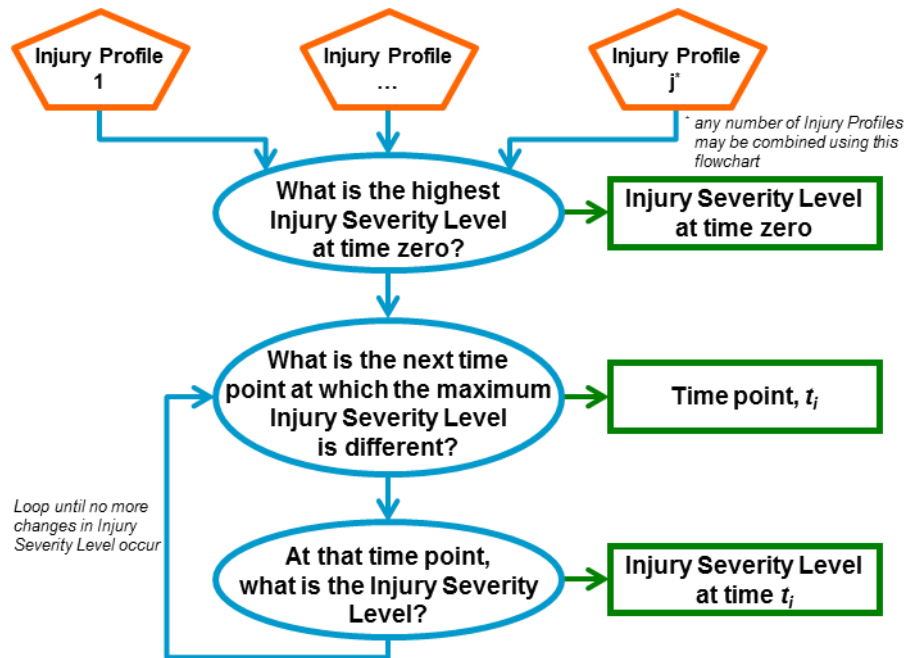 Injury Profile
1
Injury Profile
...
Injury Profile
j*
* any number of Injury Profiles
may be combined using this
flowchart
What is the highest
Injury Severity Level
at time zero?
Injury Severity Level
at time zero
What is the next time
point at which the maximum
Injury Severity Level
is different?
Time point, tᵢ
Loop until no more
changes in Injury
Severity Level occur
At that time point,
what is the Injury Severity
Level?
Injury Severity Level
at time tᵢ